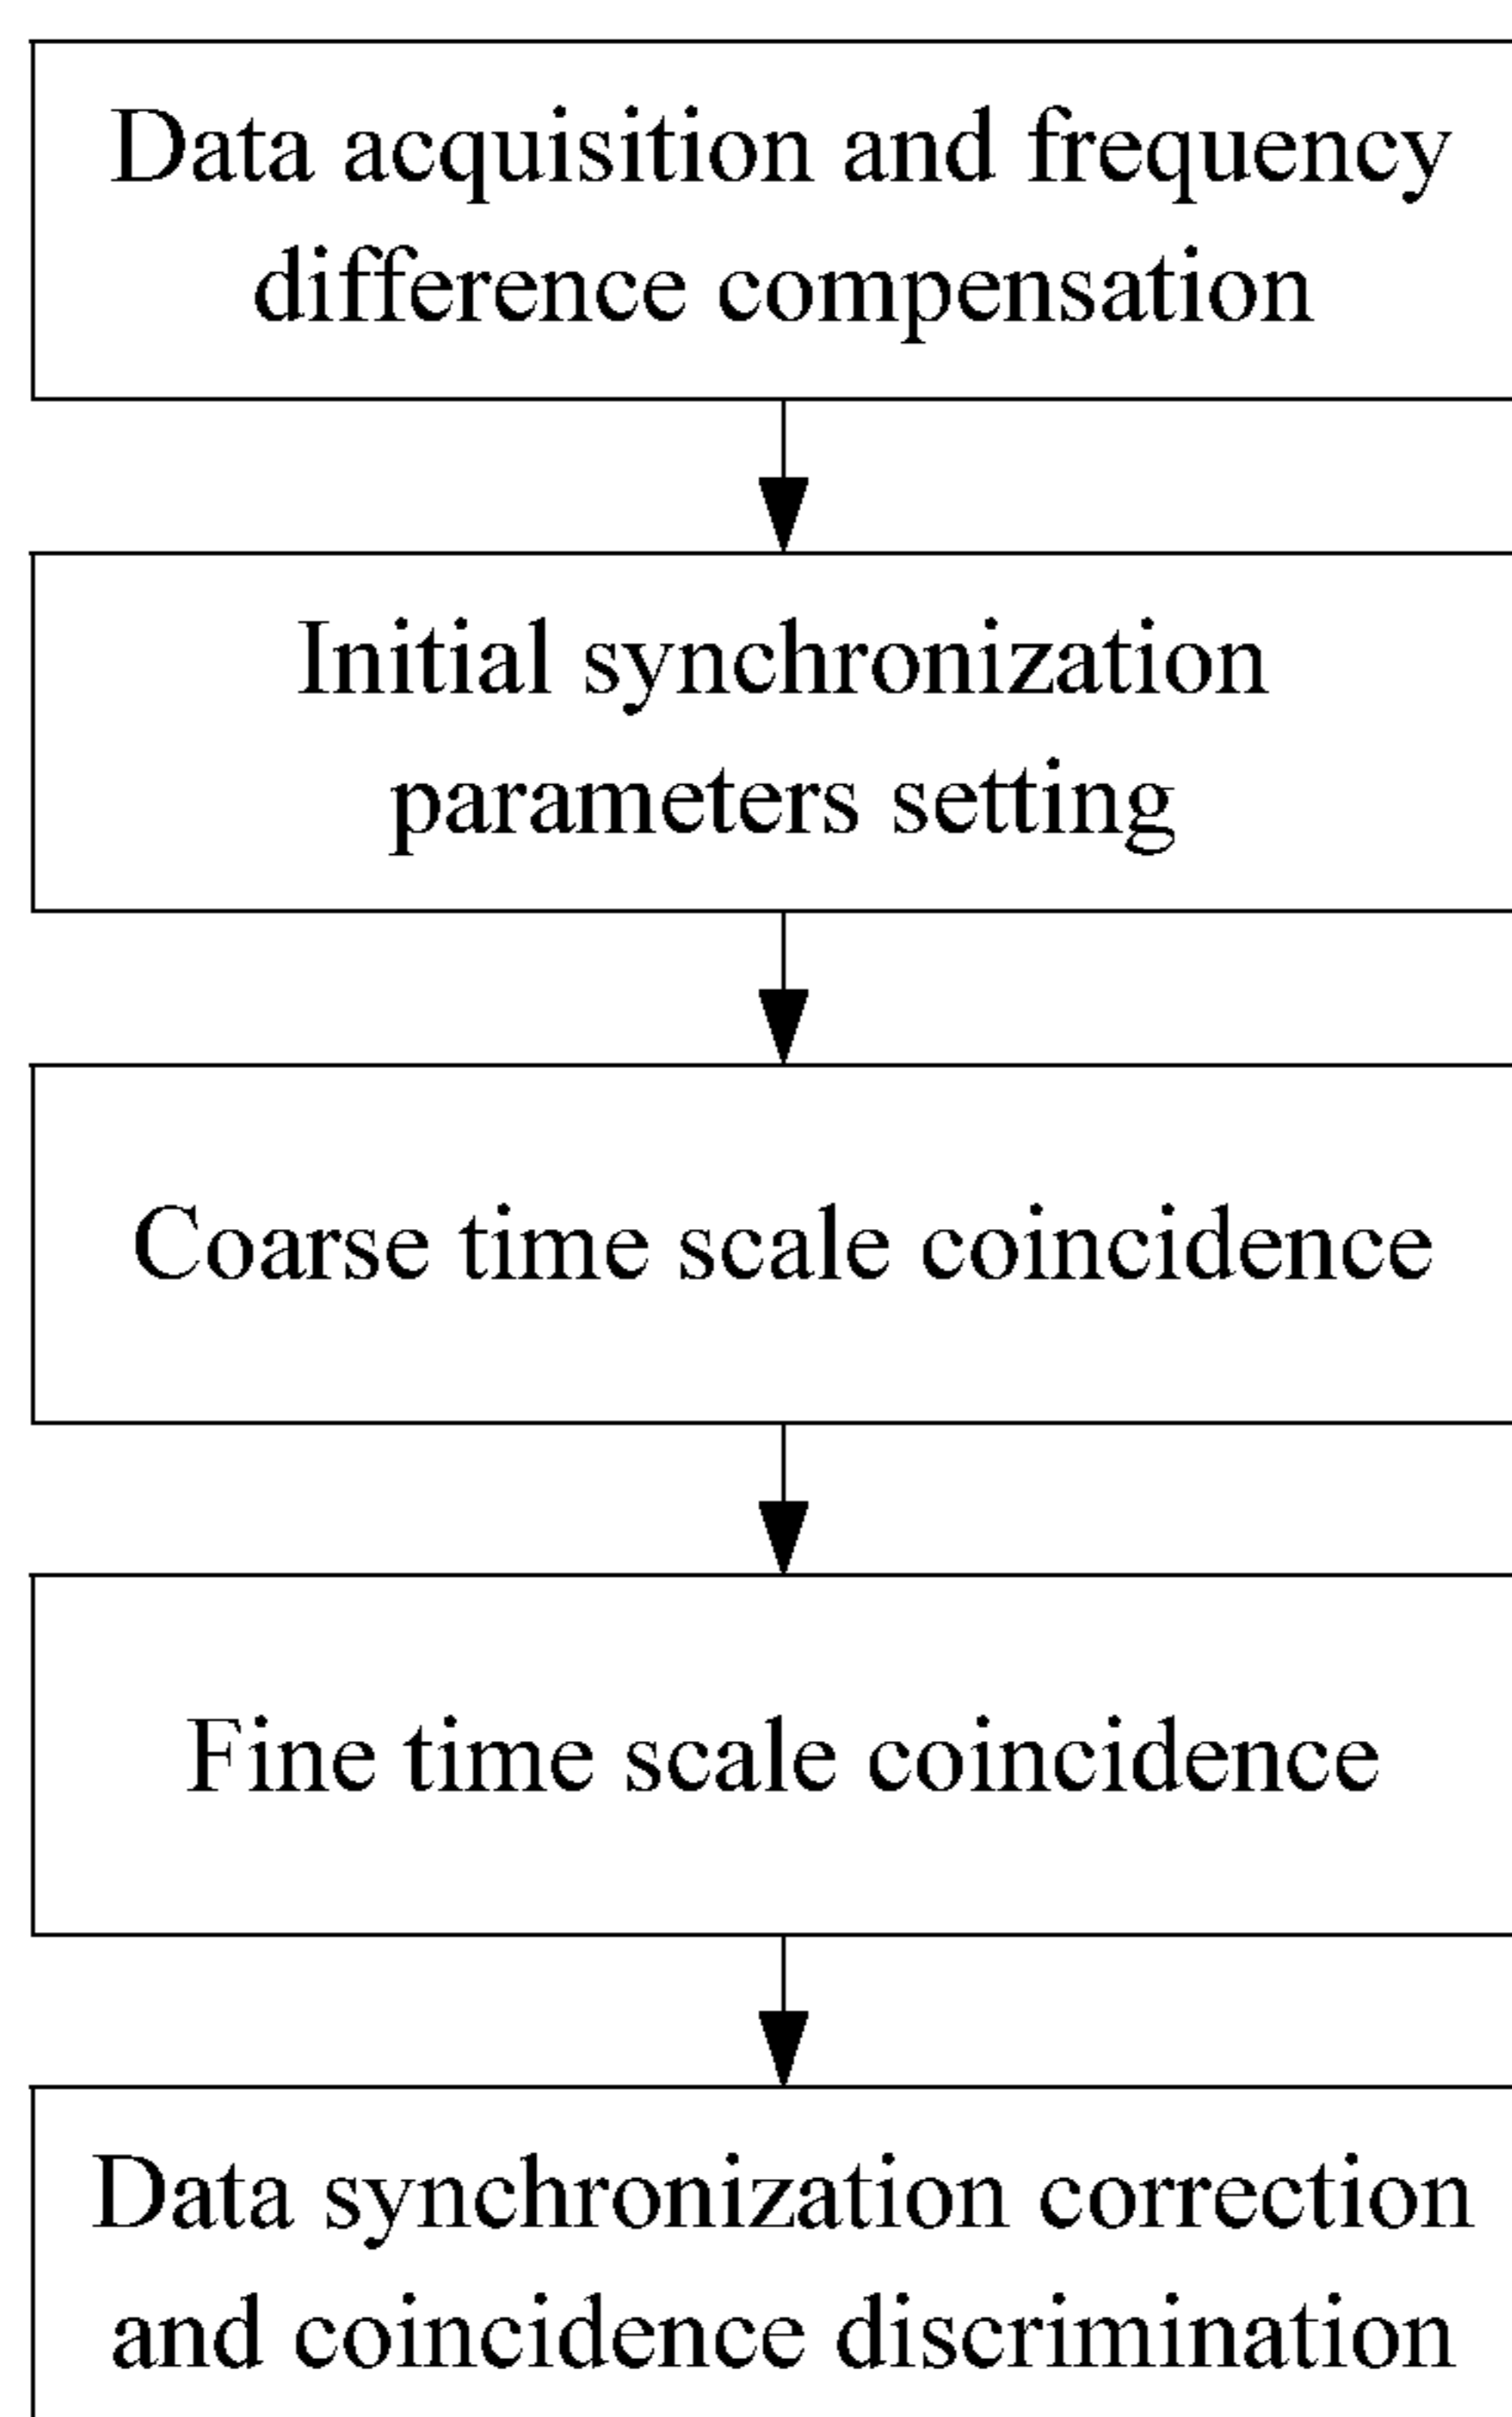 Data acquisition and frequency
difference compensation
Initial synchronization
parameters setting
Coarse time scale coincidence
Fine time scale coincidence
Data synchronization correction
and coincidence discrimination